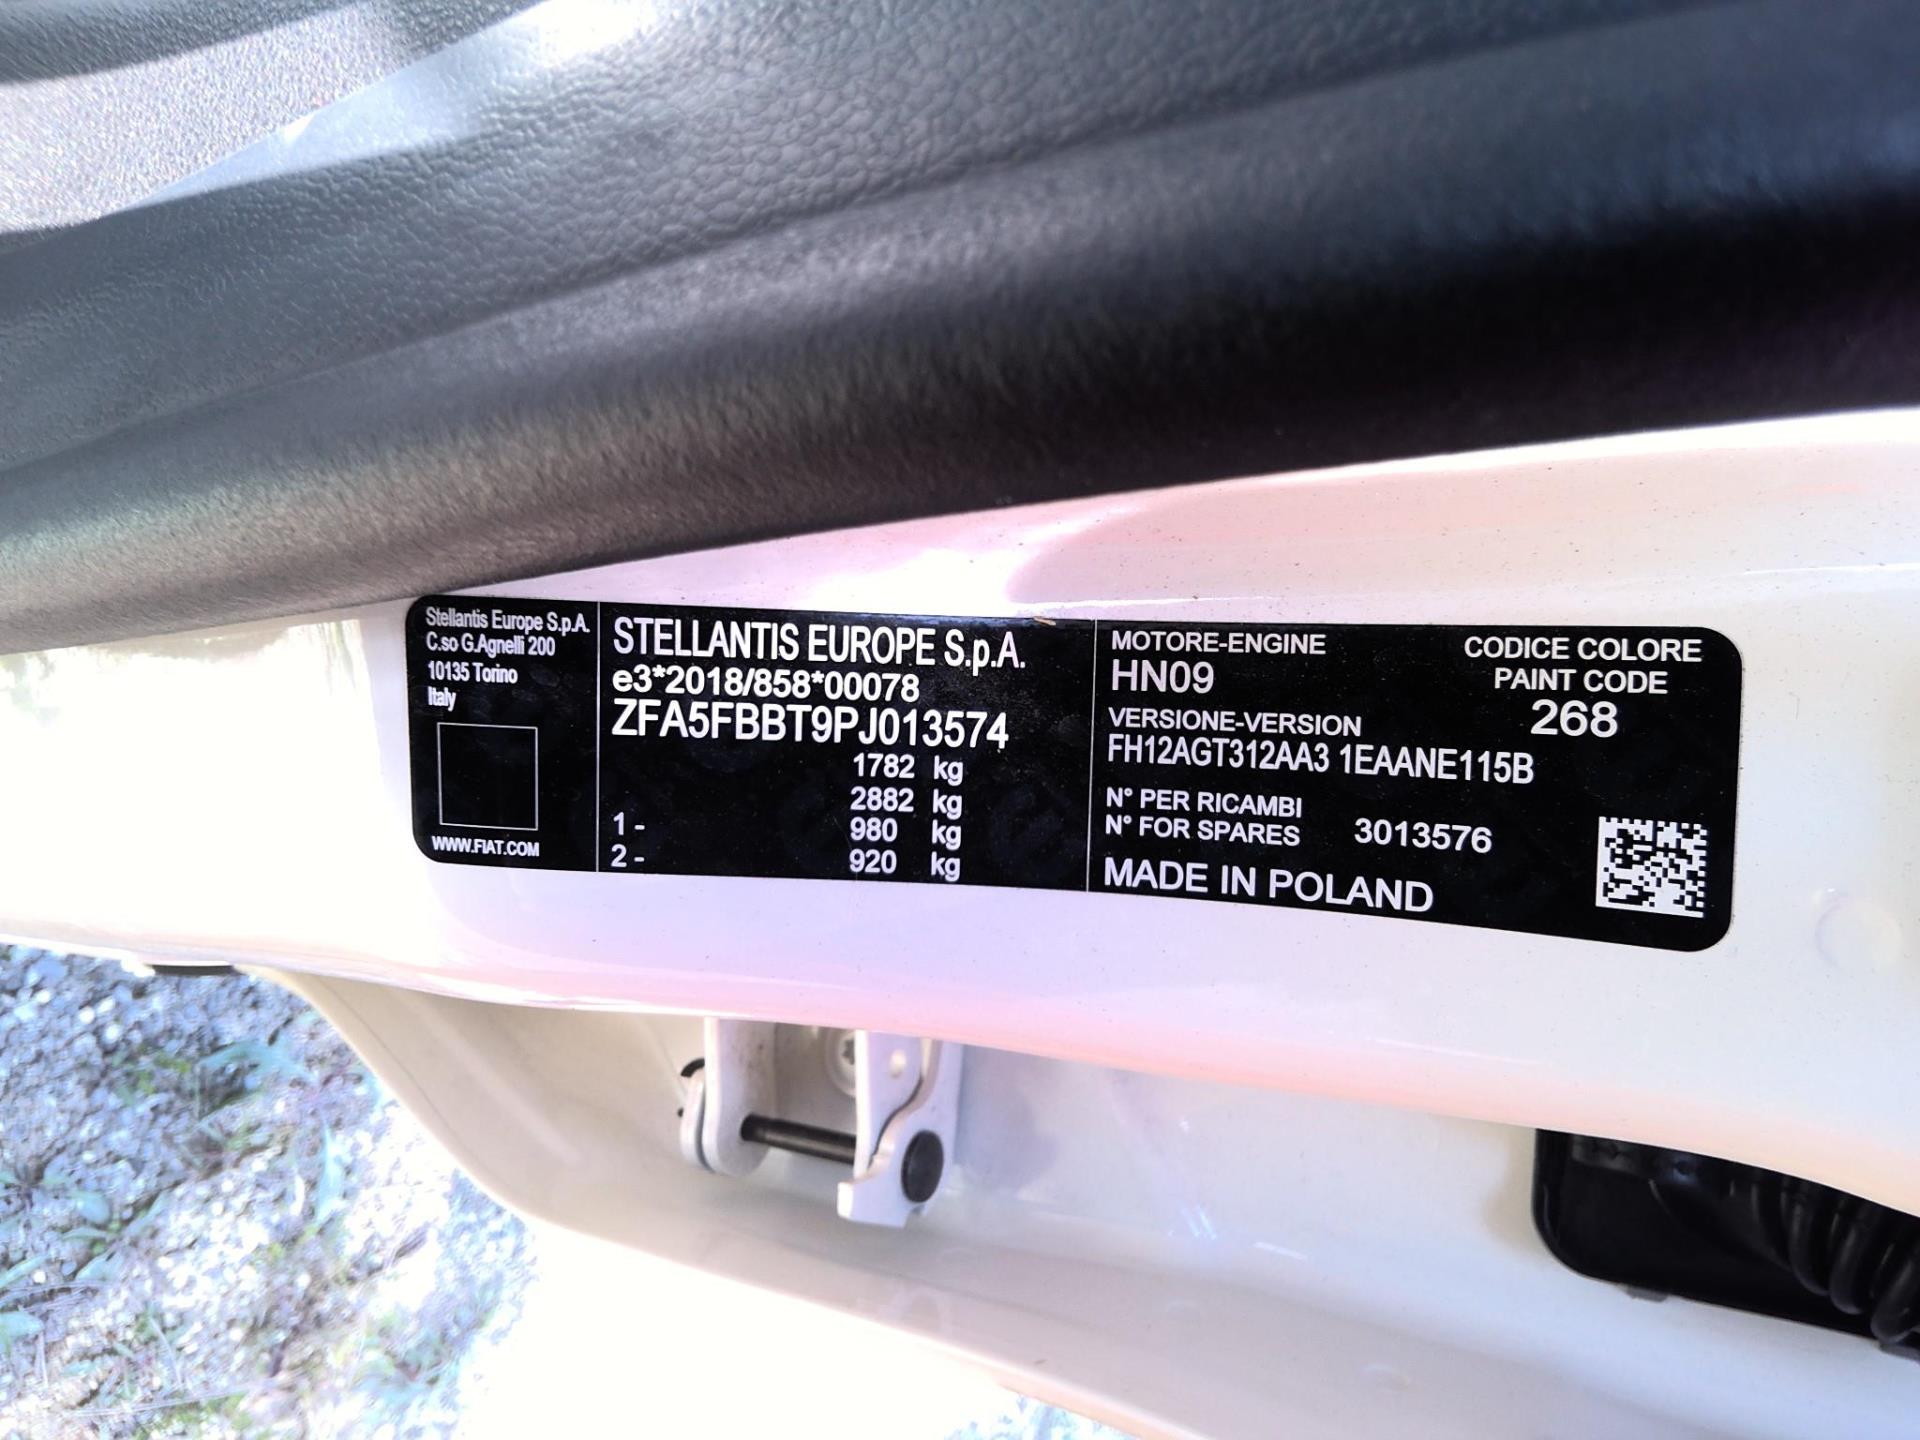 Stellantis Europe S.p.A.
C.so G.Agnelli 200
10135 Torino
Italy
WWW.FIAT.COM
STELLANTIS EUROPE S.p.A.
e3*2018/858*00078
ZFA5FBBT9PJ013574
1782 kg
2882 kg
1 - 980 kg
2 - 920 kg
MOTORE-ENGINE
HN09
VERSIONE-VERSION
FH12AGT312AA3 1EAANE115B
N° PER RICAMBI
N° FOR SPARES 3013576
MADE IN POLAND
CODICE COLORE
PAINT CODE
268